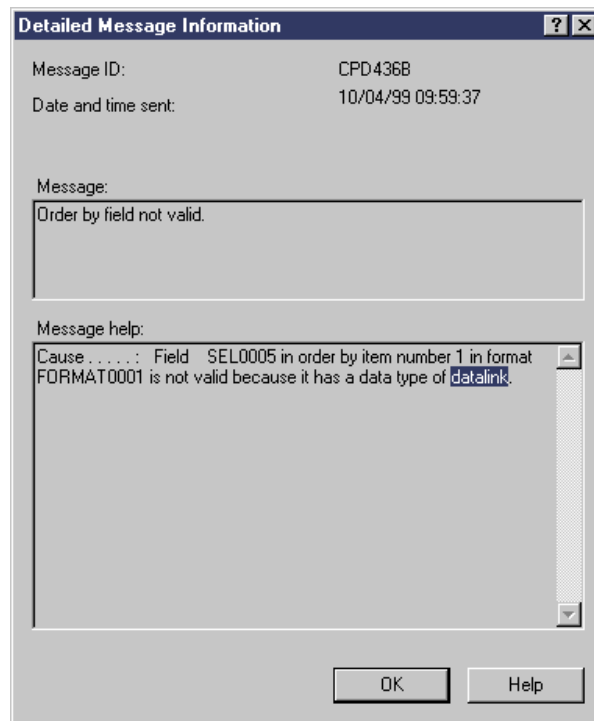 Detailed Message Information
Message ID: CPD436B
Date and time sent: 10/04/99 09:59:37
Message:
Order by field not valid.
Message help:
Cause . . . . . : Field SEL0005 in order by item number 1 in format
FORMAT0001 is not valid because it has a data type of datalink.
OK Help